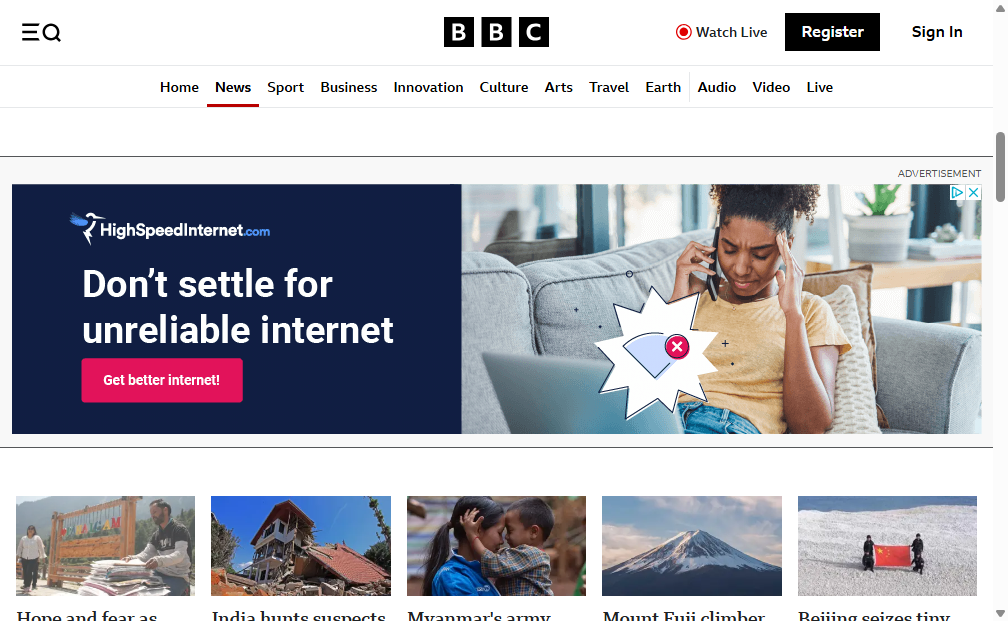 BBC
Watch Live
Register
Sign In
Home News Sport Business Innovation Culture Arts Travel Earth Audio Video Live
ADVERTISEMENT
HighSpeedInternet.com
Don't settle for
unreliable internet
Get better internet!
Hope and fear as
India hunts suspects
Myanmar's army
Mount Fuji climber
Beijing seizes tiny